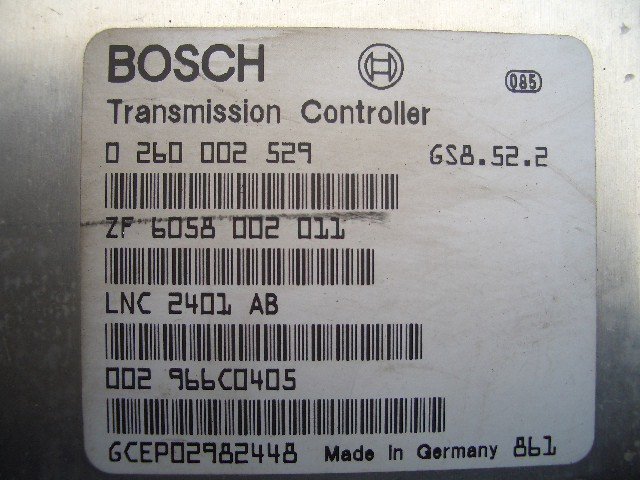 BOSCH 085
Transmission Controller
0 260 002 529 GS8.52.2
ZF 6058 002 011
LNC 2401 AB
002 966C0405
GCEP02982448 Made in Germany 861